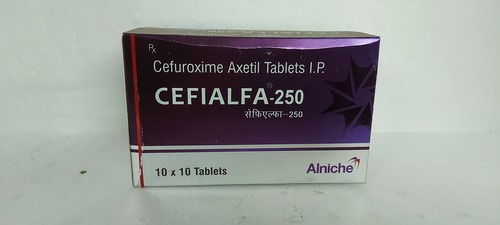 Rx
Cefuroxime Axetil Tablets I.P.
CEFIALFA-250
सेफिएल्फा-250
10 x 10 Tablets
Alniche